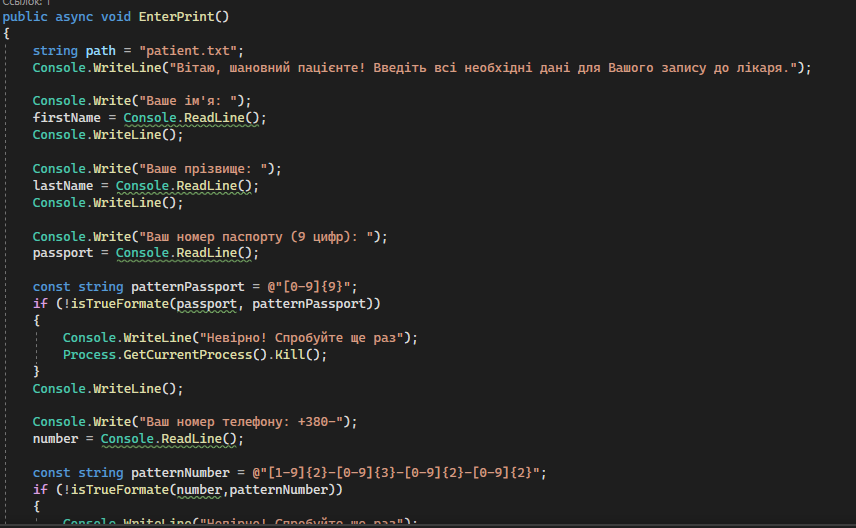 Ссылок: 1
public async void EnterPrint()
{
string path = "patient.txt";
Console.WriteLine("Вітаю, шановний пацієнте! Введіть всі необхідні дані для Вашого запису до лікаря.");
Console.Write("Ваше ім'я: ");
firstName = Console.ReadLine();
Console.WriteLine();
Console.Write("Ваше прізвище: ");
lastName = Console.ReadLine();
Console.WriteLine();
Console.Write("Ваш номер паспорту (9 цифр): ");
passport = Console.ReadLine();
const string patternPassport = @"[0-9]{9}";
if (!isTrueFormate(passport, patternPassport))
{
Console.WriteLine("Невірно! Спробуйте ще раз");
Process.GetCurrentProcess().Kill();
}
Console.WriteLine();
Console.Write("Ваш номер телефону: +380-");
number = Console.ReadLine();
const string patternNumber = @"[1-9]{2}-[0-9]{3}-[0-9]{2}-[0-9]{2}";
if (!isTrueFormate(number,patternNumber))
{
Console.WriteLine("Невірно! Спробуйте ще раз");